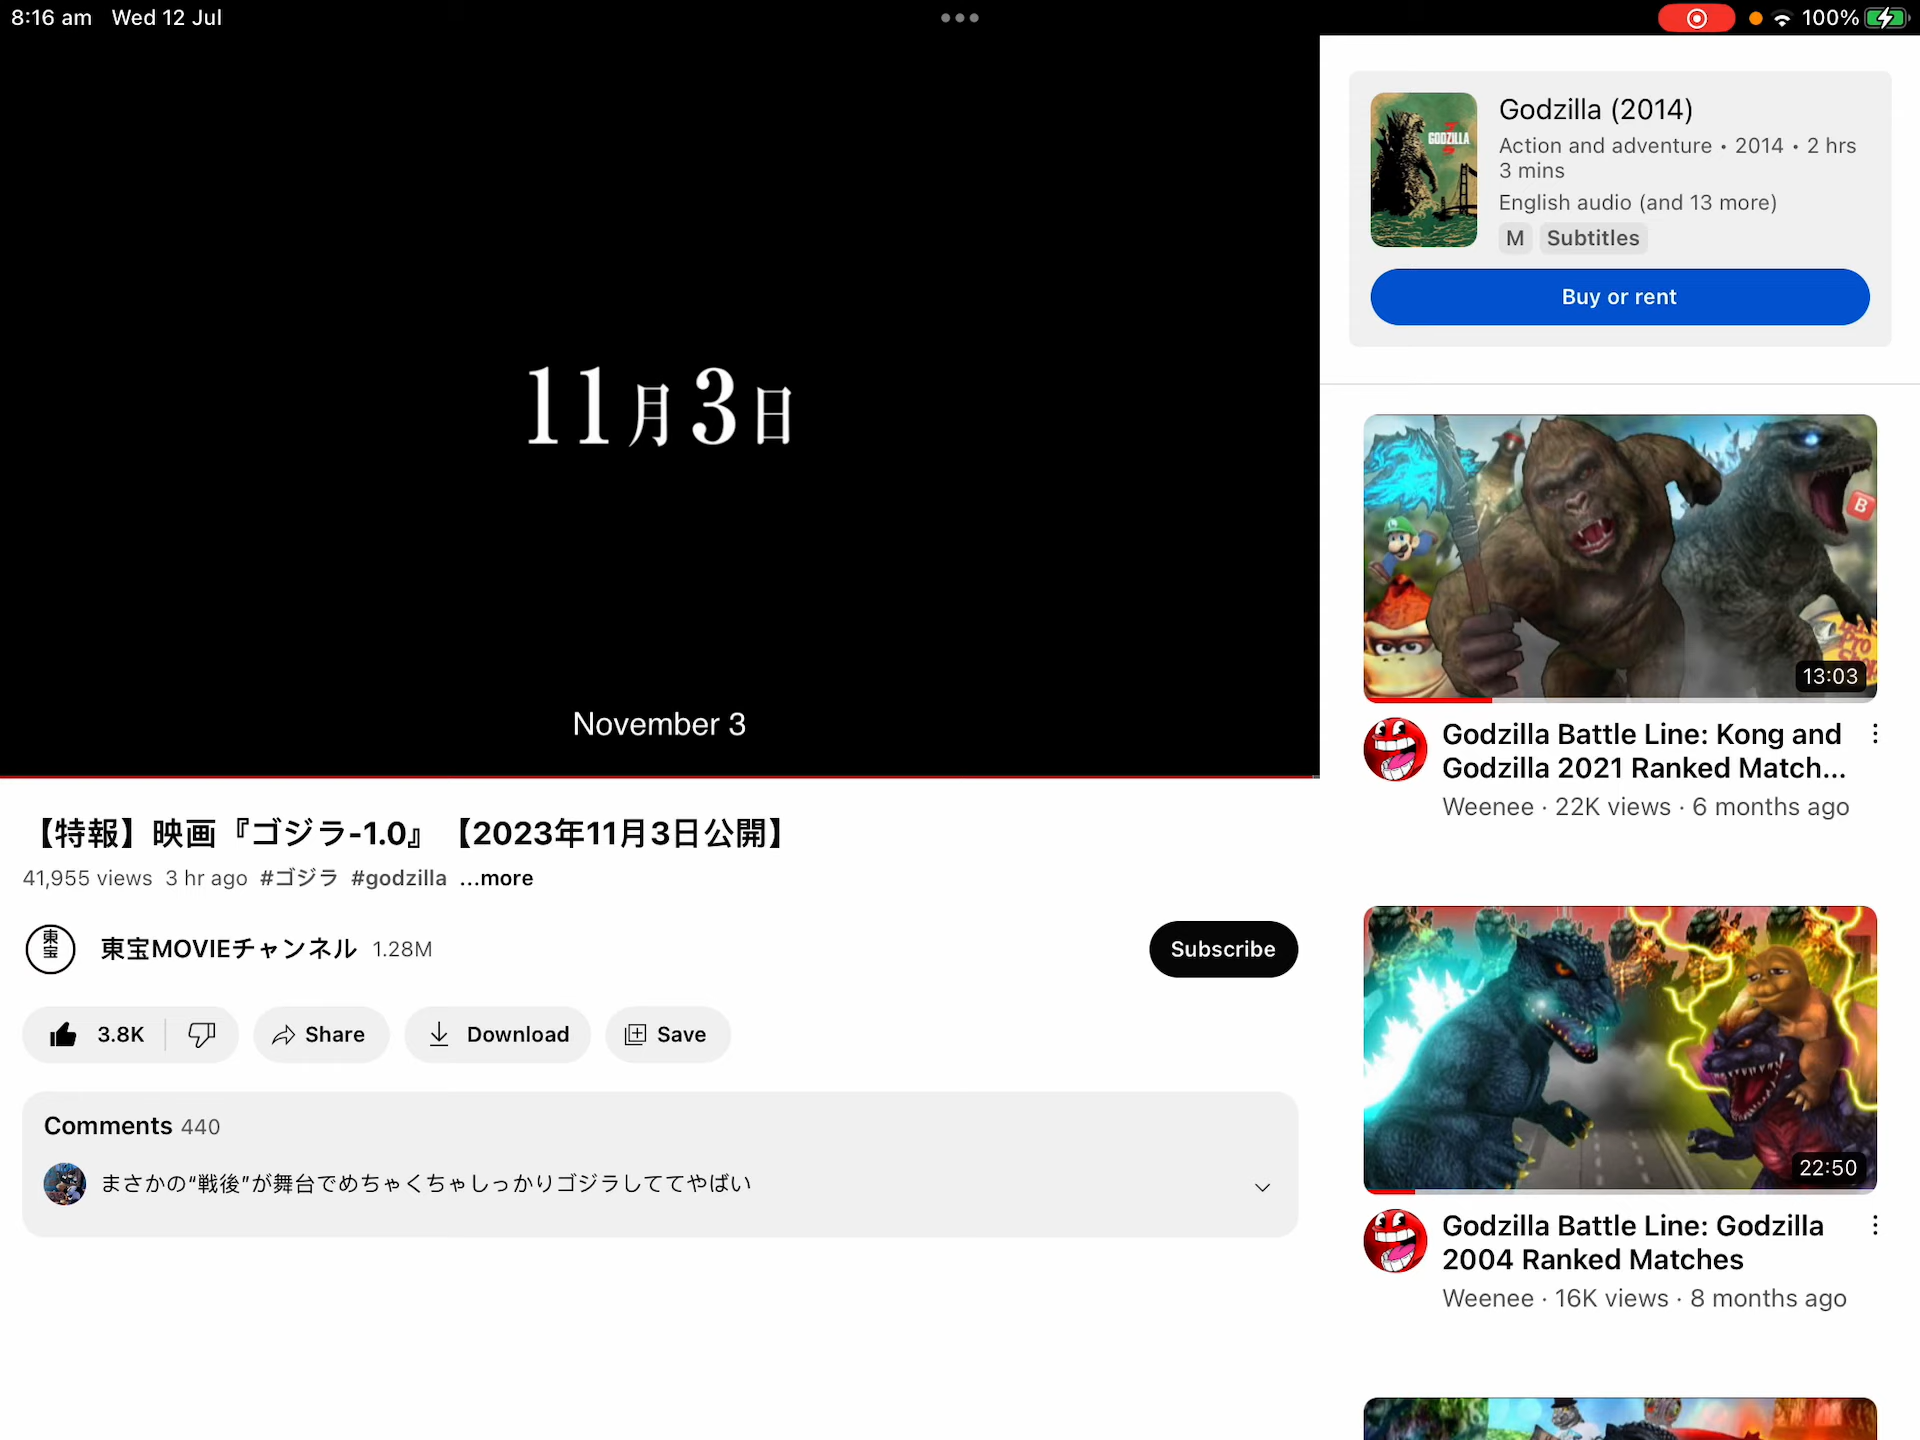 8:16 am Wed 12 Jul
100%
11月3日
November 3
【特報】映画『ゴジラ-1.0』【2023年11月3日公開】
41,955 views 3 hr ago #ゴジラ #godzilla ...more
東宝
東宝MOVIEチャンネル 1.28M
Subscribe
3.8K
Share
Download
Save
Comments 440
まさかの“戦後”が舞台でめちゃくちゃしっかりゴジラしててやばい
GODZILLA
Godzilla (2014)
Action and adventure • 2014 • 2 hrs
3 mins
English audio (and 13 more)
M Subtitles
Buy or rent
B
13:03
Godzilla Battle Line: Kong and
Godzilla 2021 Ranked Match...
Weenee · 22K views · 6 months ago
22:50
Godzilla Battle Line: Godzilla
2004 Ranked Matches
Weenee · 16K views · 8 months ago